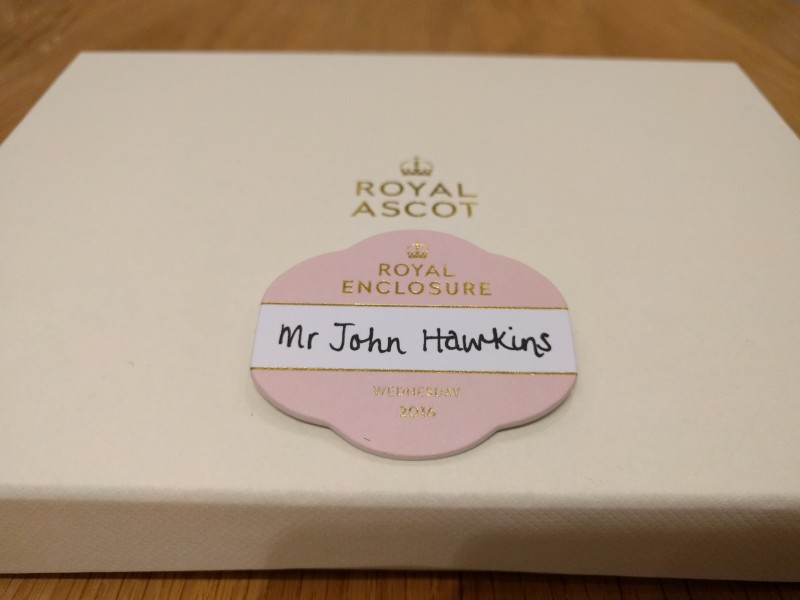 ROYAL
ASCOT
ROYAL
ENCLOSURE
Mr John Hawkins
WEDNESDAY
2016